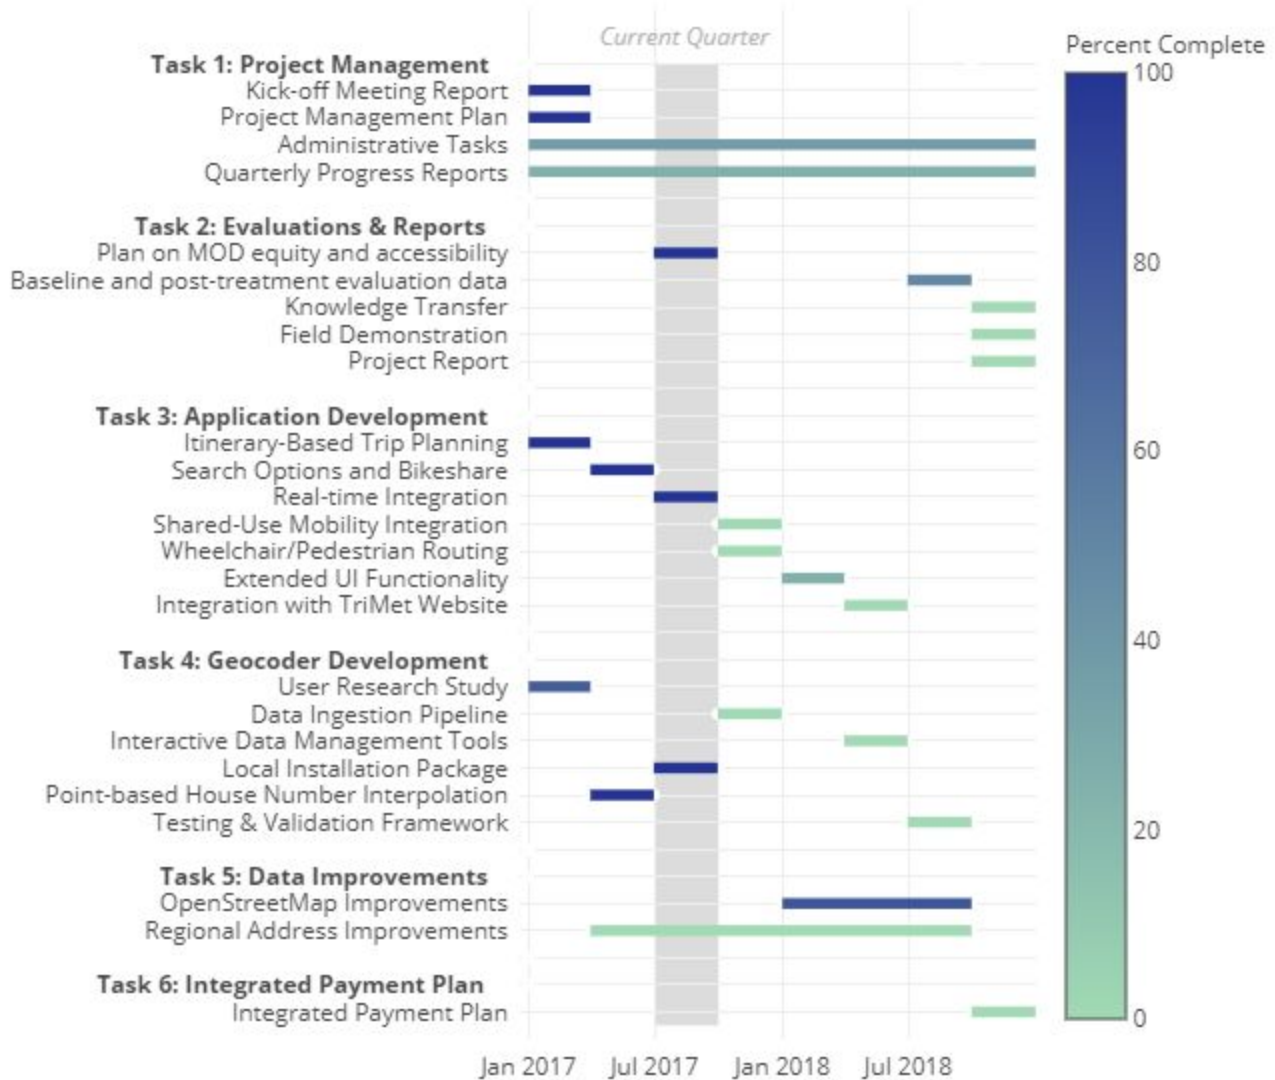 Current Quarter
Percent Complete
Task 1: Project Management
Kick-off Meeting Report
Project Management Plan
Administrative Tasks
Quarterly Progress Reports
Task 2: Evaluations & Reports
Plan on MOD equity and accessibility
Baseline and post-treatment evaluation data
Knowledge Transfer
Field Demonstration
Project Report
Task 3: Application Development
Itinerary-Based Trip Planning
Search Options and Bikeshare
Real-time Integration
Shared-Use Mobility Integration
Wheelchair/Pedestrian Routing
Extended UI Functionality
Integration with TriMet Website
Task 4: Geocoder Development
User Research Study
Data Ingestion Pipeline
Interactive Data Management Tools
Local Installation Package
Point-based House Number Interpolation
Testing & Validation Framework
Task 5: Data Improvements
OpenStreetMap Improvements
Regional Address Improvements
Task 6: Integrated Payment Plan
Integrated Payment Plan
Jan 2017
Jul 2017
Jan 2018
Jul 2018
100
80
60
40
20
0